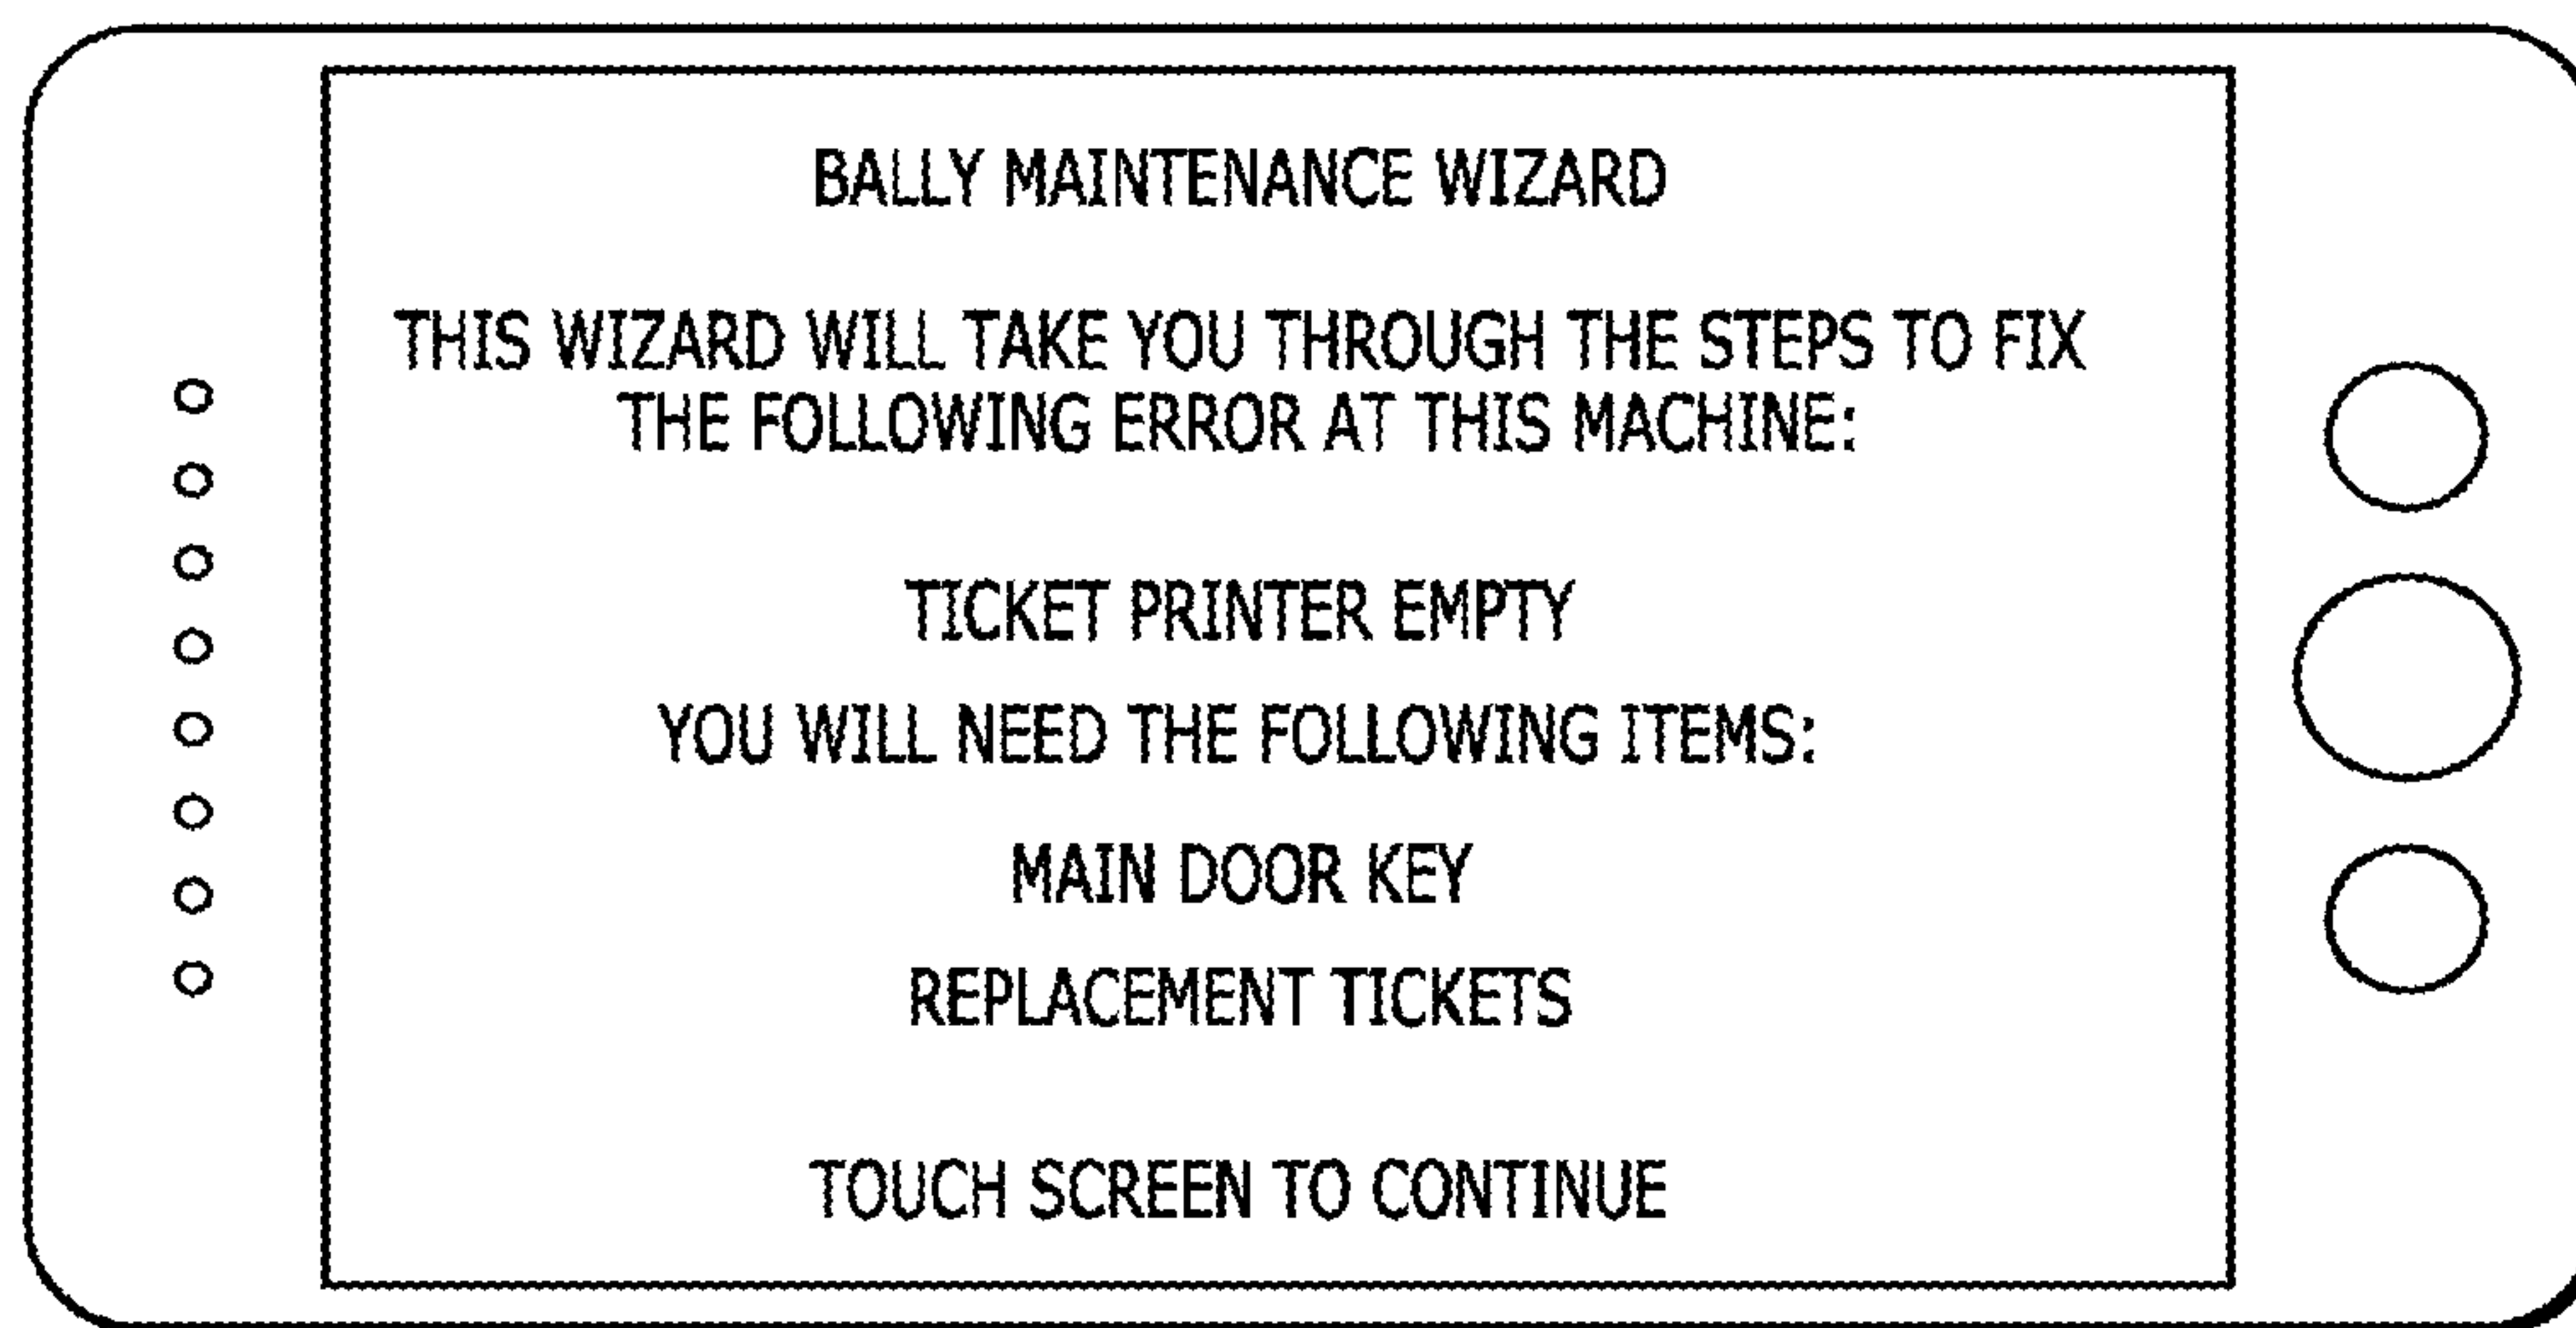 BALLY MAINTENANCE WIZARD
THIS WIZARD WILL TAKE YOU THROUGH THE STEPS TO FIX
THE FOLLOWING ERROR AT THIS MACHINE:
TICKET PRINTER EMPTY
YOU WILL NEED THE FOLLOWING ITEMS:
MAIN DOOR KEY
REPLACEMENT TICKETS
TOUCH SCREEN TO CONTINUE